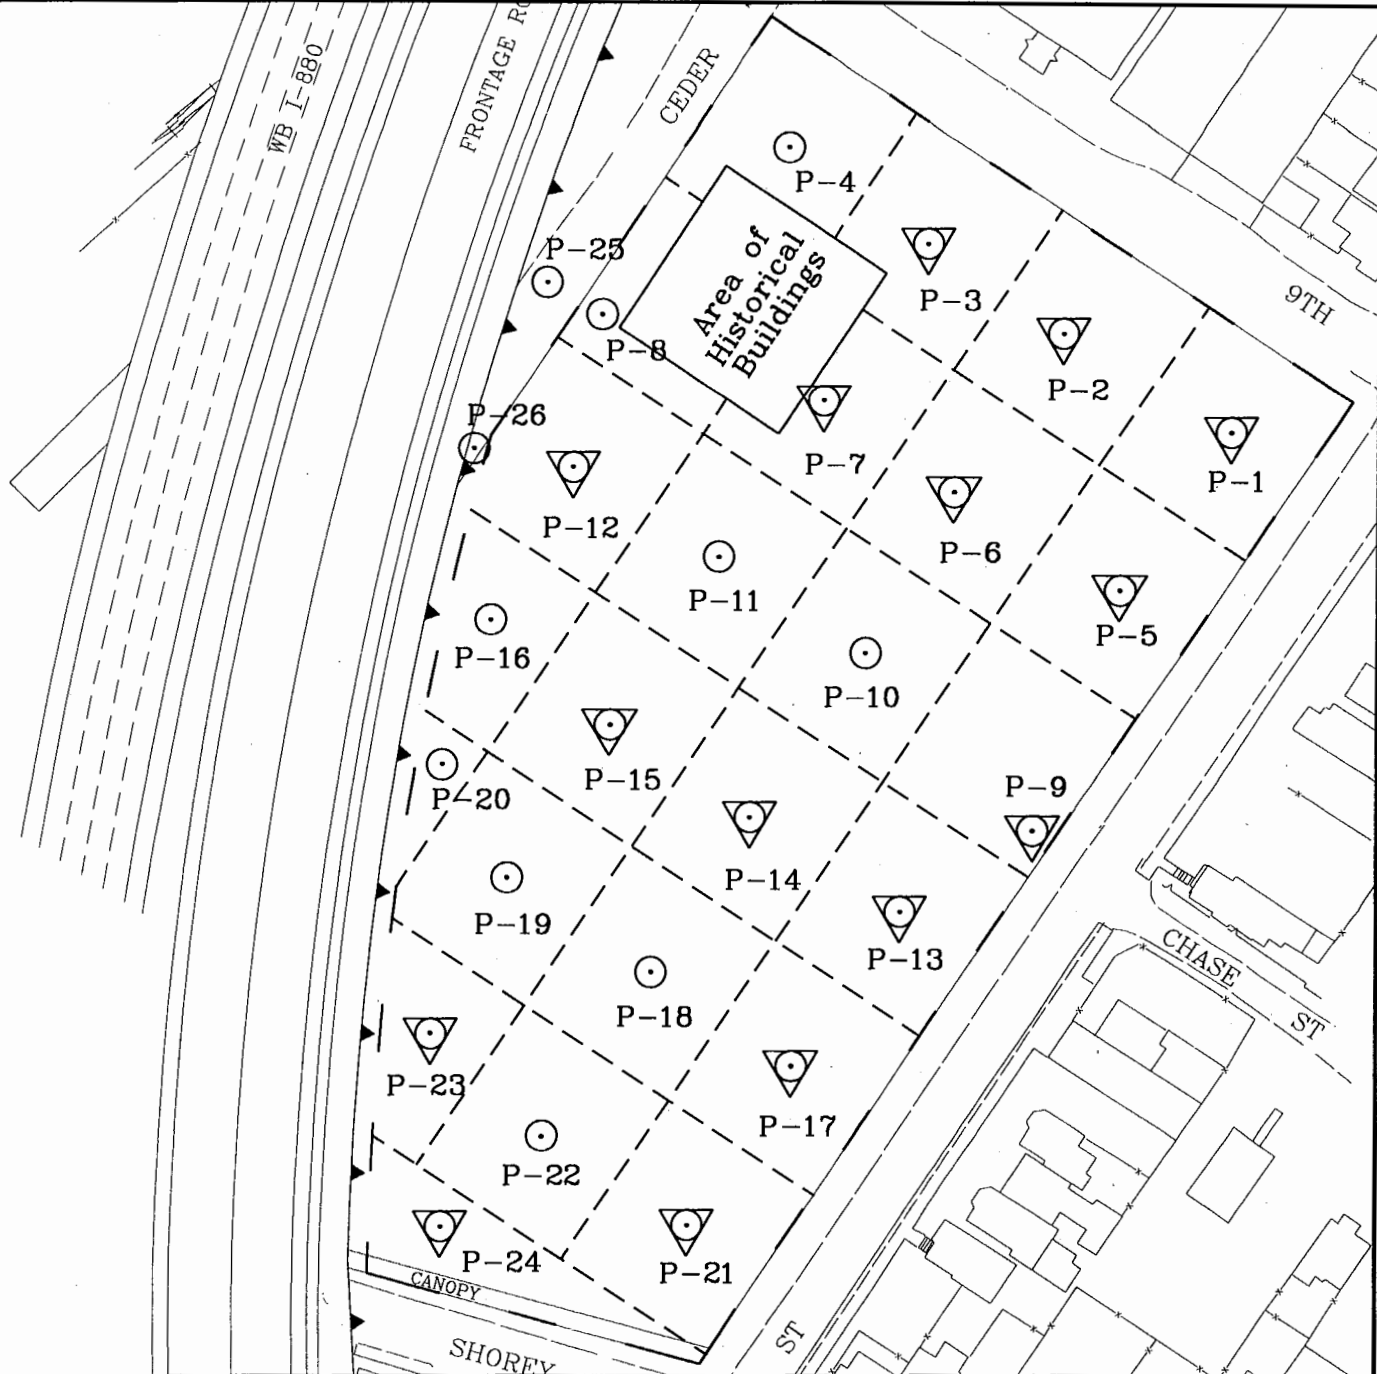 WB I-880
FRONTAGE RO
CEDER
P-4
Area of
Historical
Buildings
P-25
P-3
9TH
P-8
P-2
P-26
P-7
P-1
P-12
P-6
P-11
P-5
P-16
P-10
P-15
P-9
P-20
P-14
P-19
P-13
CHASE
ST
P-18
P-23
P-17
P-22
P-24
P-21
CANOPY
SHOREY
ST